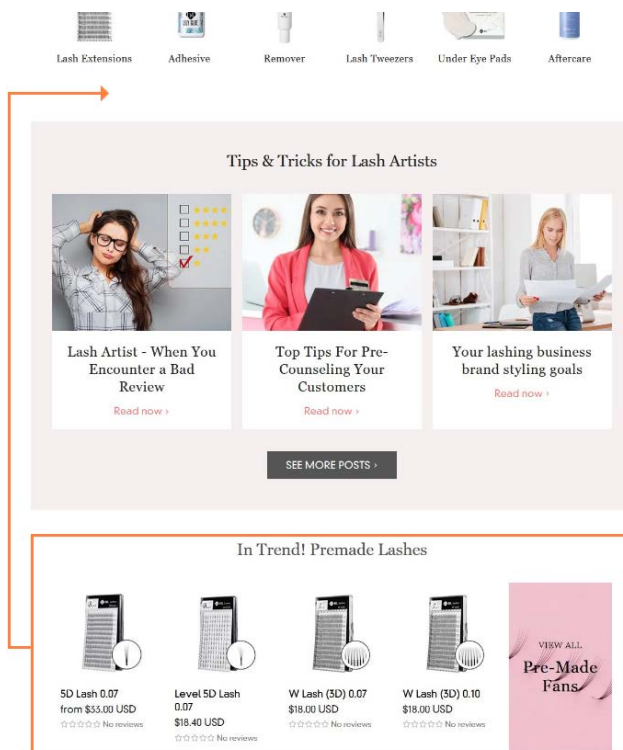 Lash Extensions
Adhesive
Remover
Lash Tweezers
Under Eye Pads
Aftercare
Tips & Tricks for Lash Artists
Lash Artist - When You
Encounter a Bad
Review
Read now ›
Top Tips For Pre-
Counseling Your
Customers
Read now ›
Your lashing business
brand styling goals
Read now ›
SEE MORE POSTS ›
In Trend! Premade Lashes
5D Lash 0.07
from $33.00 USD
No reviews
Level 5D Lash
0.07
$18.40 USD
No reviews
W Lash (3D) 0.07
$18.00 USD
No reviews
W Lash (3D) 0.10
$18.00 USD
No reviews
VIEW ALL
Pre-Made
Fans